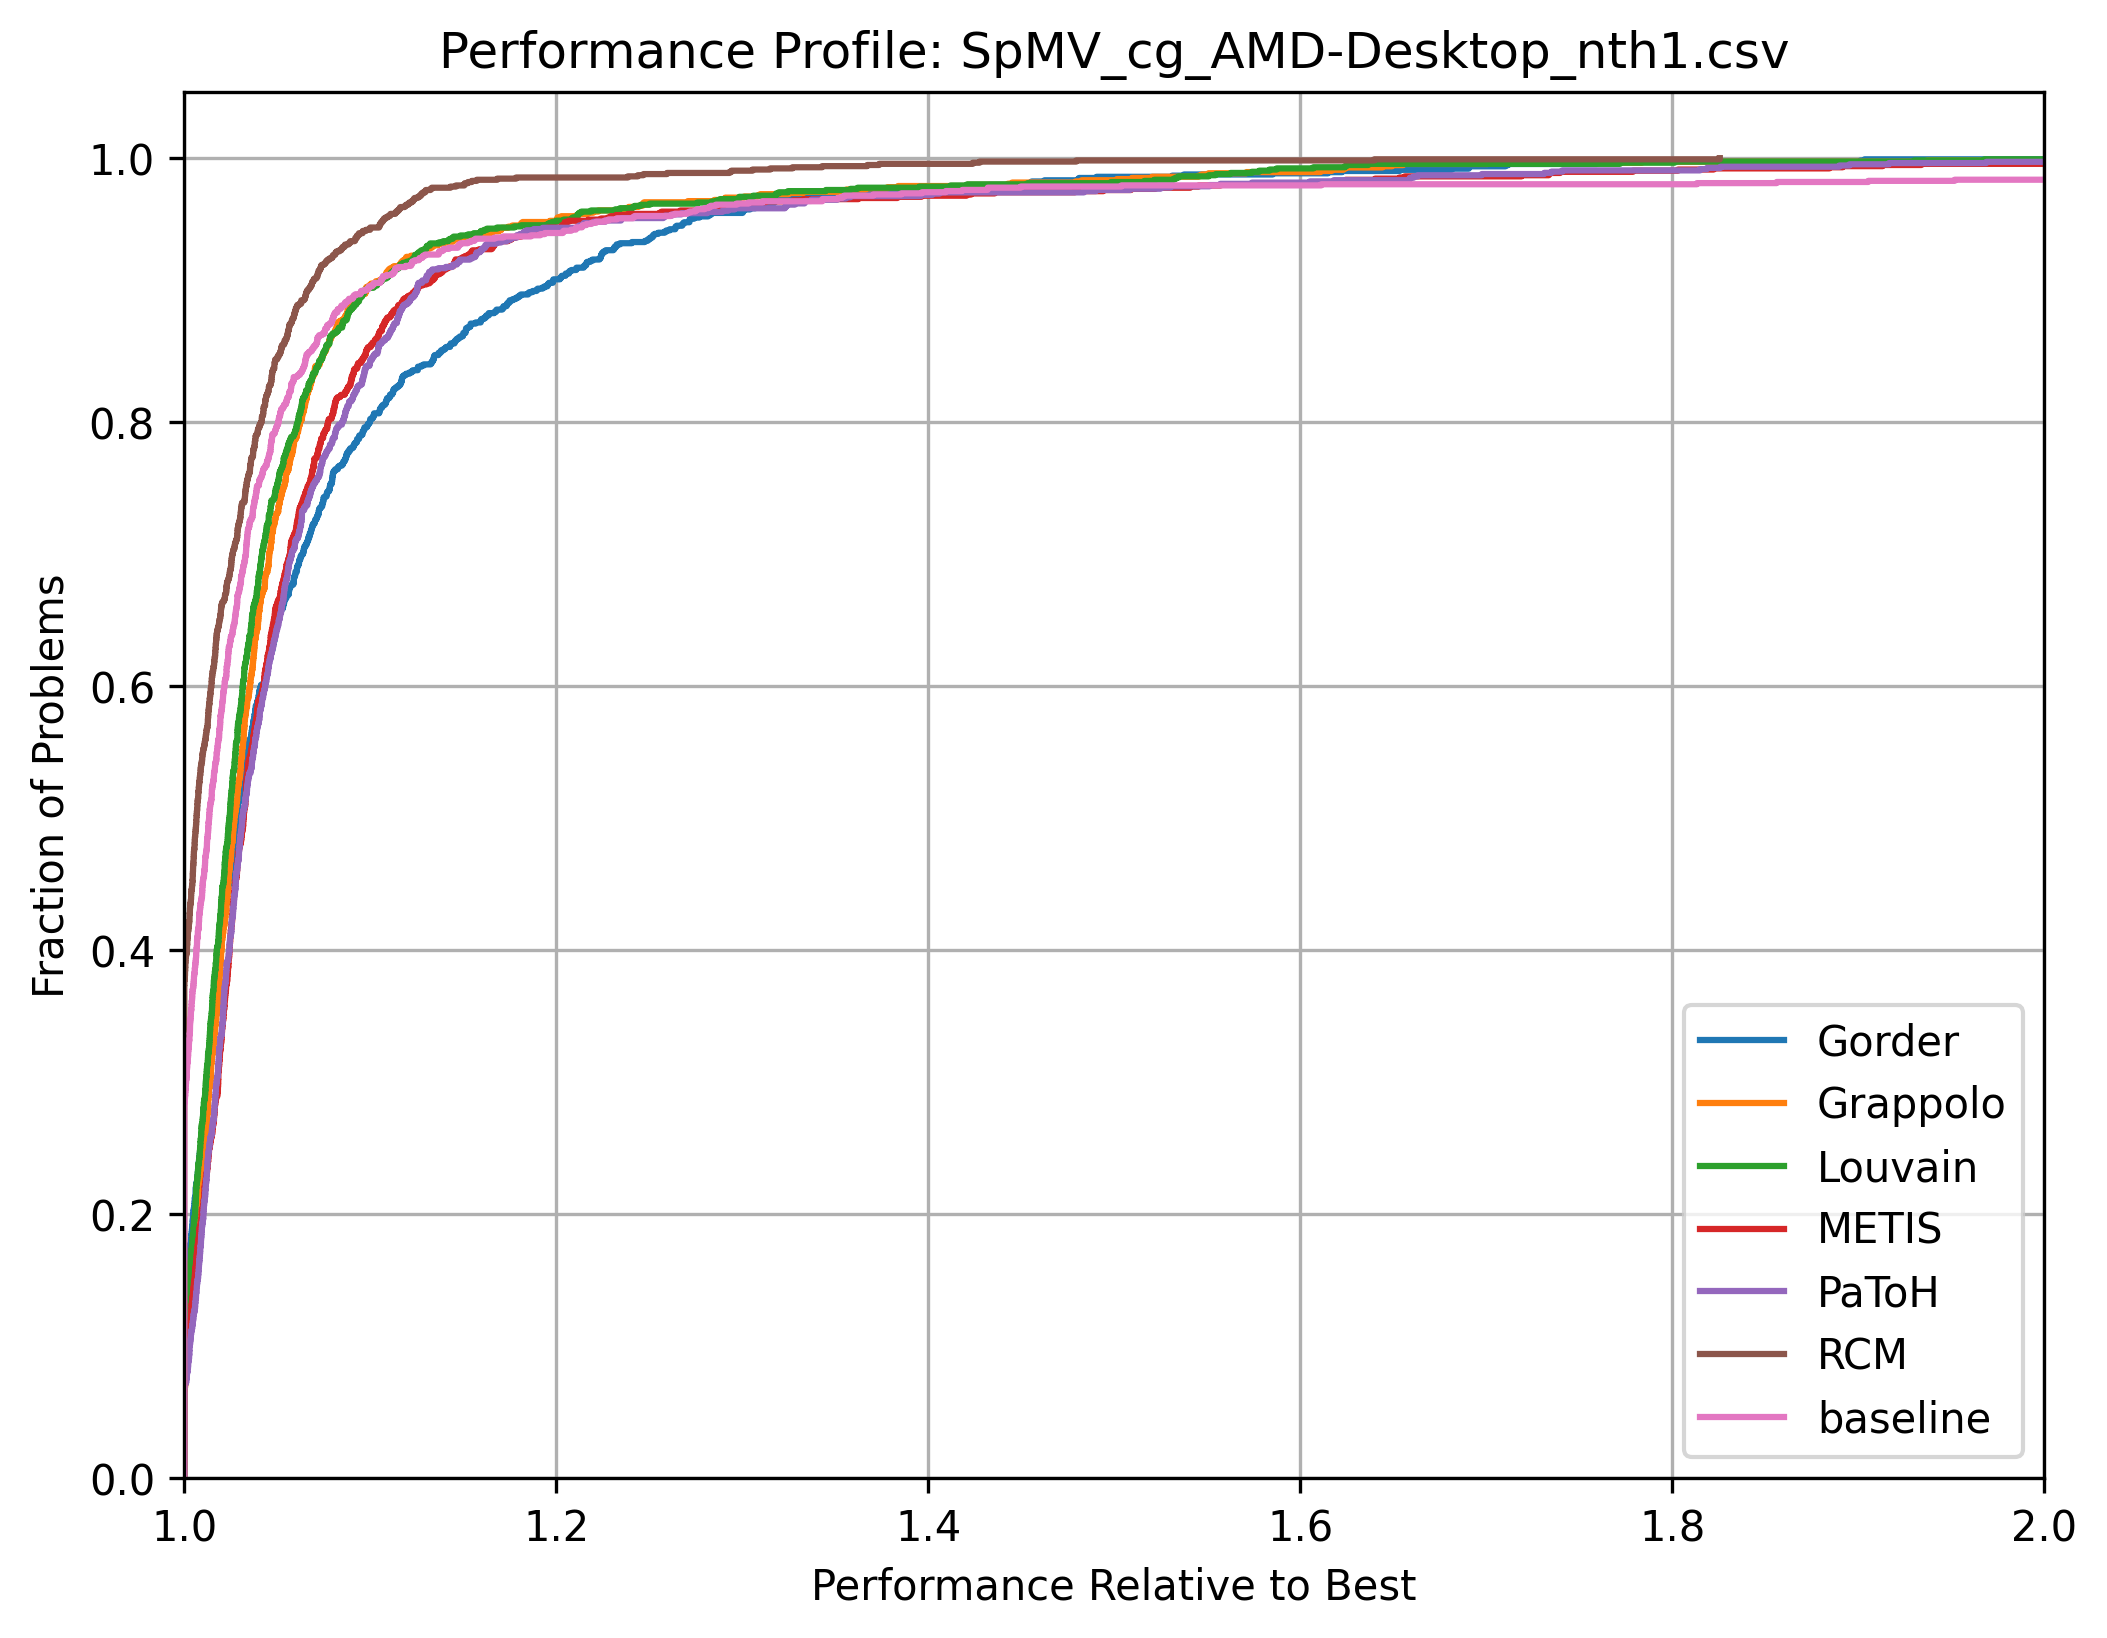 Performance Profile: SpMV_cg_AMD-Desktop_nth1.csv
Fraction of Problems
1.0
0.8
0.6
0.4
0.2
0.0
Gorder
Grappolo
Louvain
METIS
PaToH
RCM
baseline
1.0 1.2 1.4 1.6 1.8 2.0
Performance Relative to Best